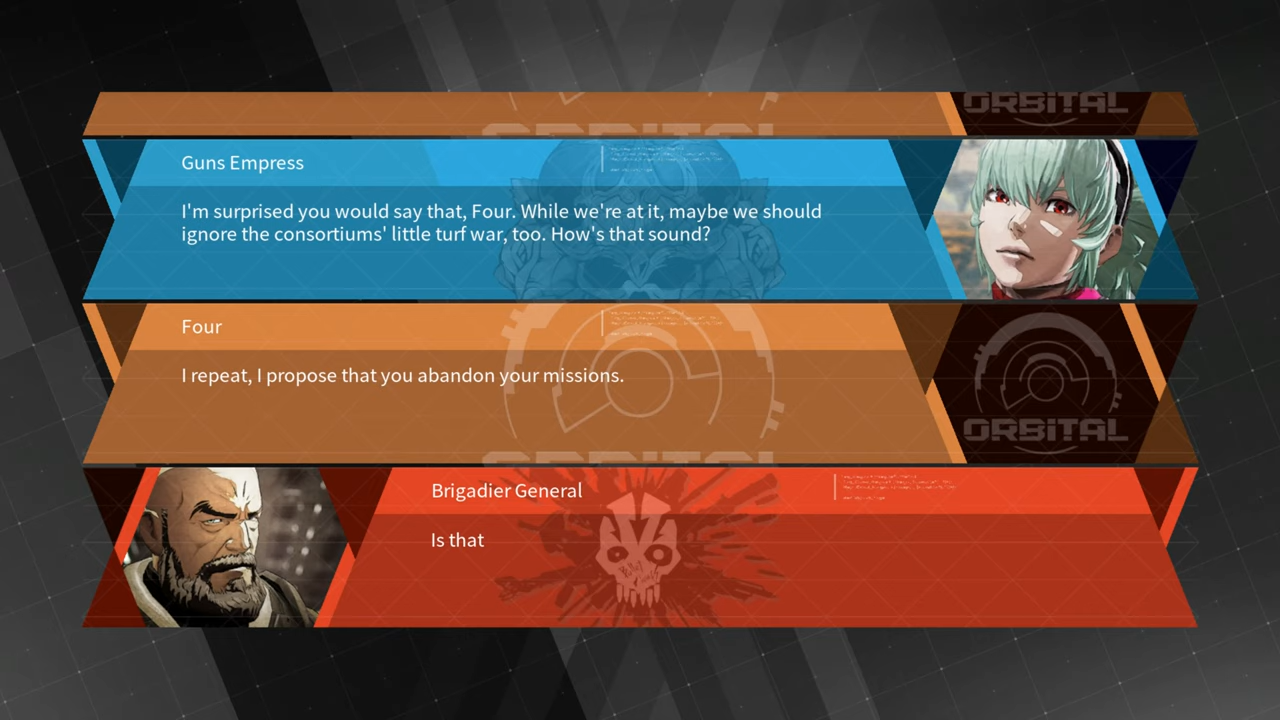 ORBITAL
Guns Empress
I'm surprised you would say that, Four. While we're at it, maybe we should
ignore the consortiums' little turf war, too. How's that sound?
Four
I repeat, I propose that you abandon your missions.
ORBITAL
Brigadier General
Is that